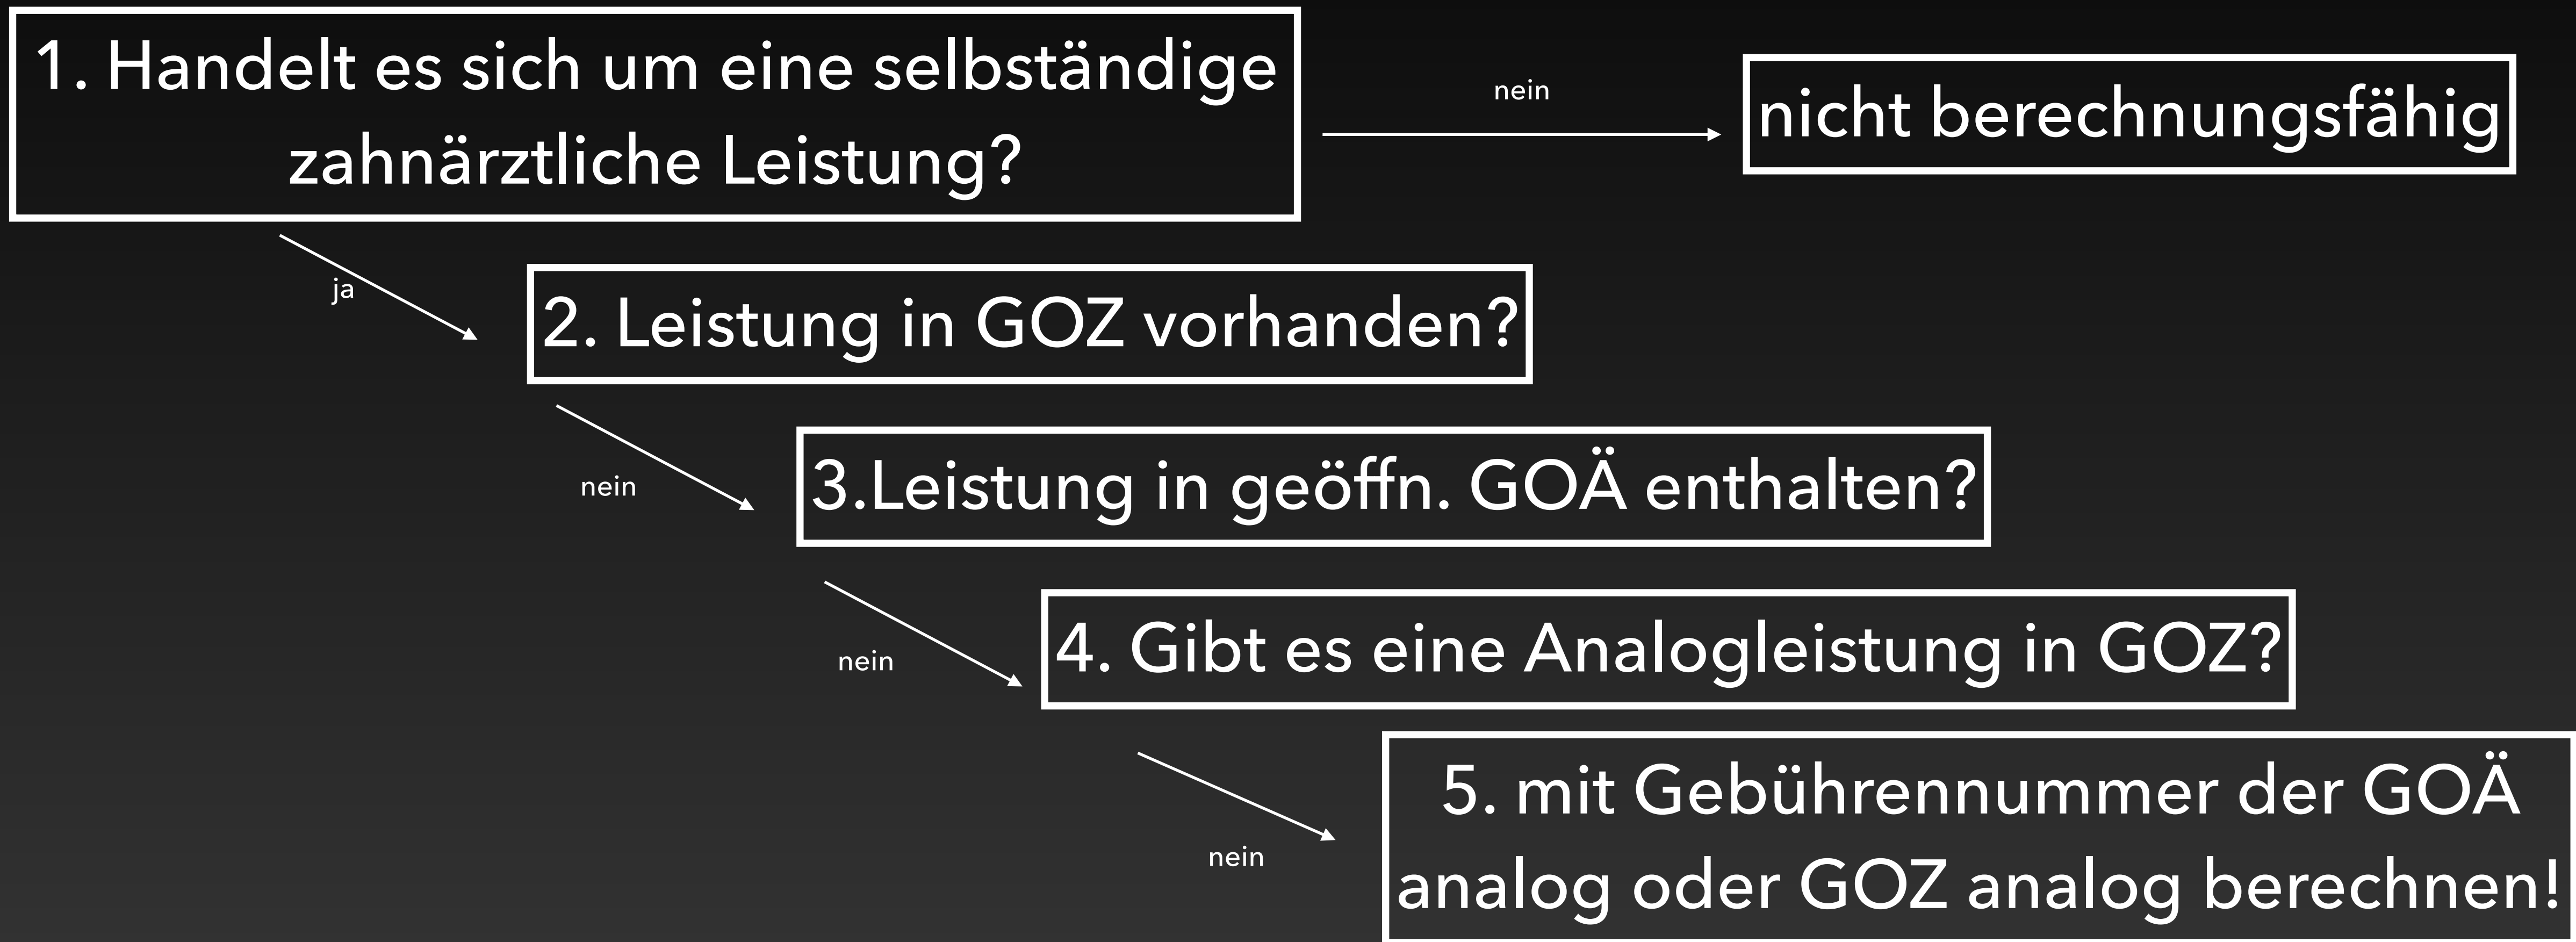 1. Handelt es sich um eine selbständige
zahnärztliche Leistung?
nein
nicht berechnungsfähig
ja
2. Leistung in GOZ vorhanden?
nein
3.Leistung in geöffn. GOÄ enthalten?
nein
4. Gibt es eine Analogleistung in GOZ?
nein
5. mit Gebührennummer der GOÄ
analog oder GOZ analog berechnen!